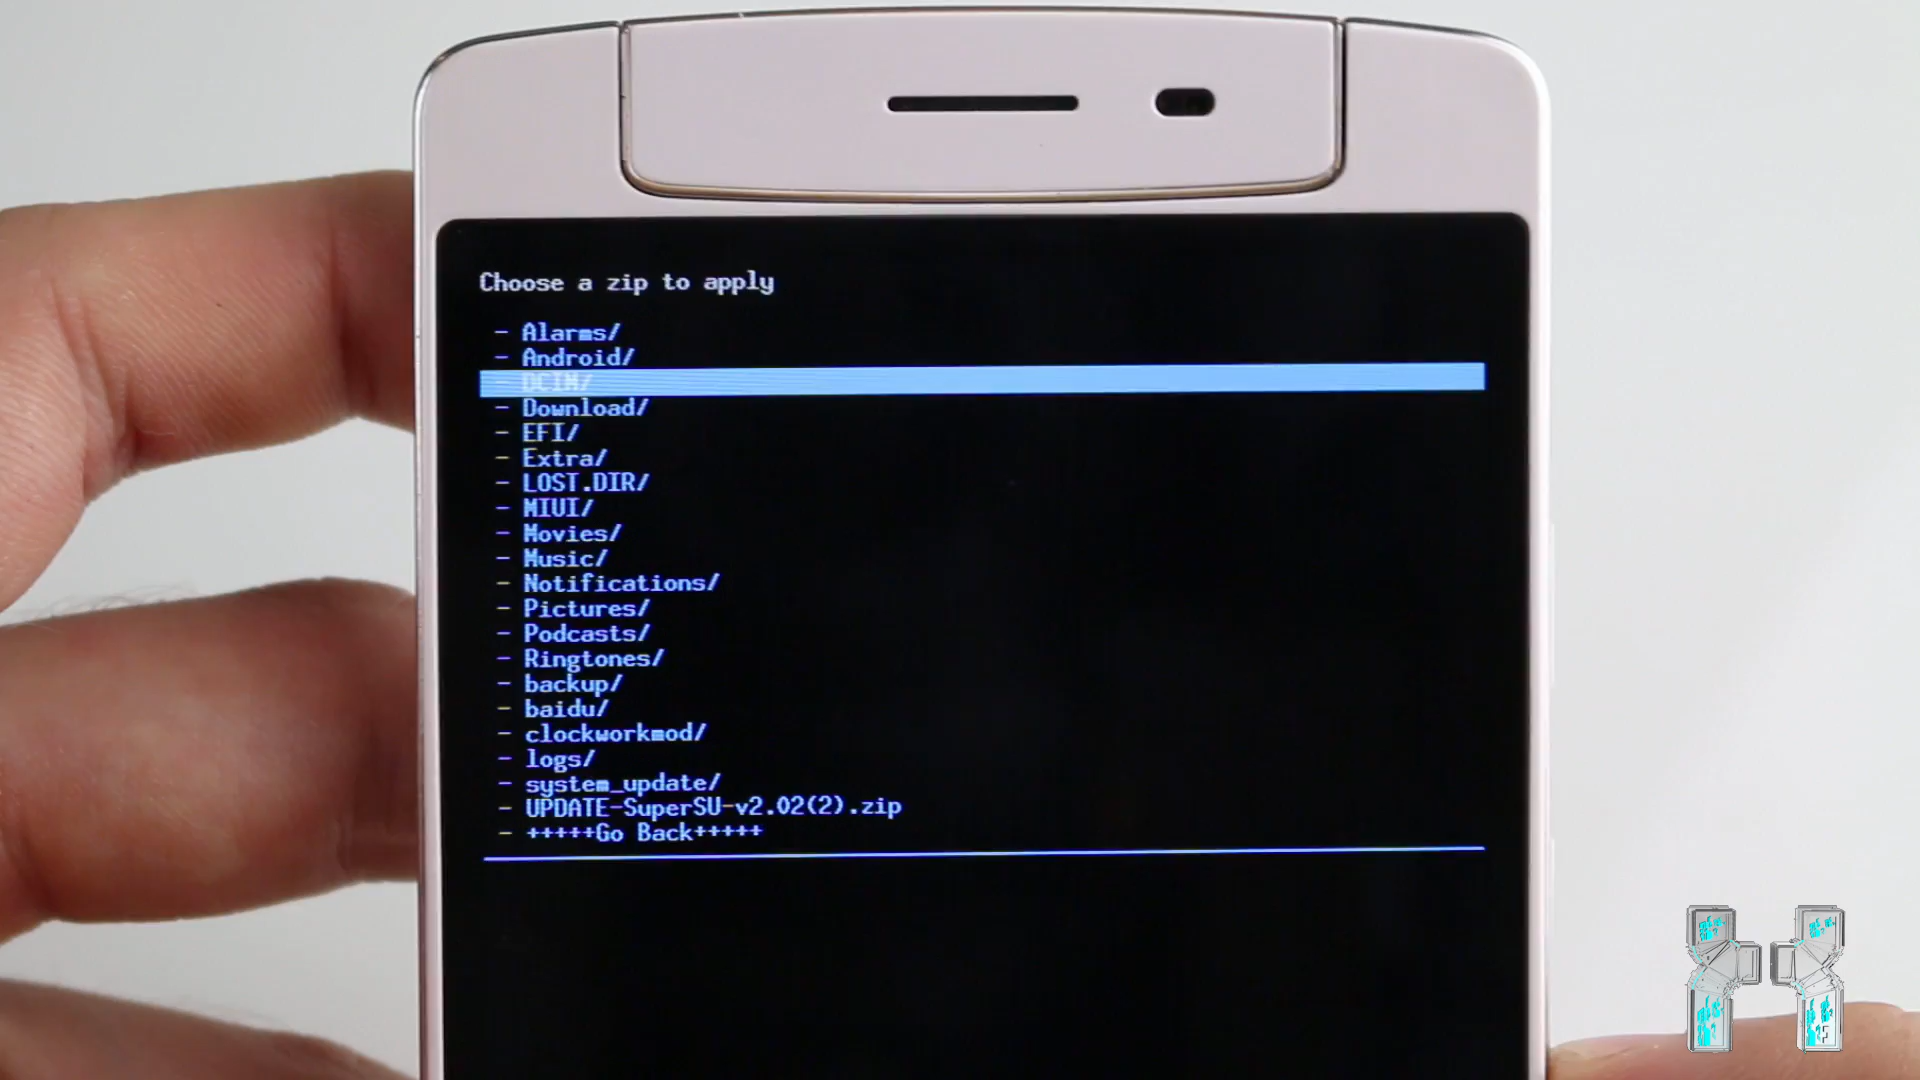 Choose a zip to apply
- Alarms/
- Android/
- DCIM/
- Download/
- EFI/
- Extra/
- LOST.DIR/
- MIUI/
- Movies/
- Music/
- Notifications/
- Pictures/
- Podcasts/
- Ringtones/
- backup/
- baidu/
- clockworkmod/
- logs/
- system_update/
- UPDATE-SuperSU-v2.02(2).zip
- +++++Go Back+++++